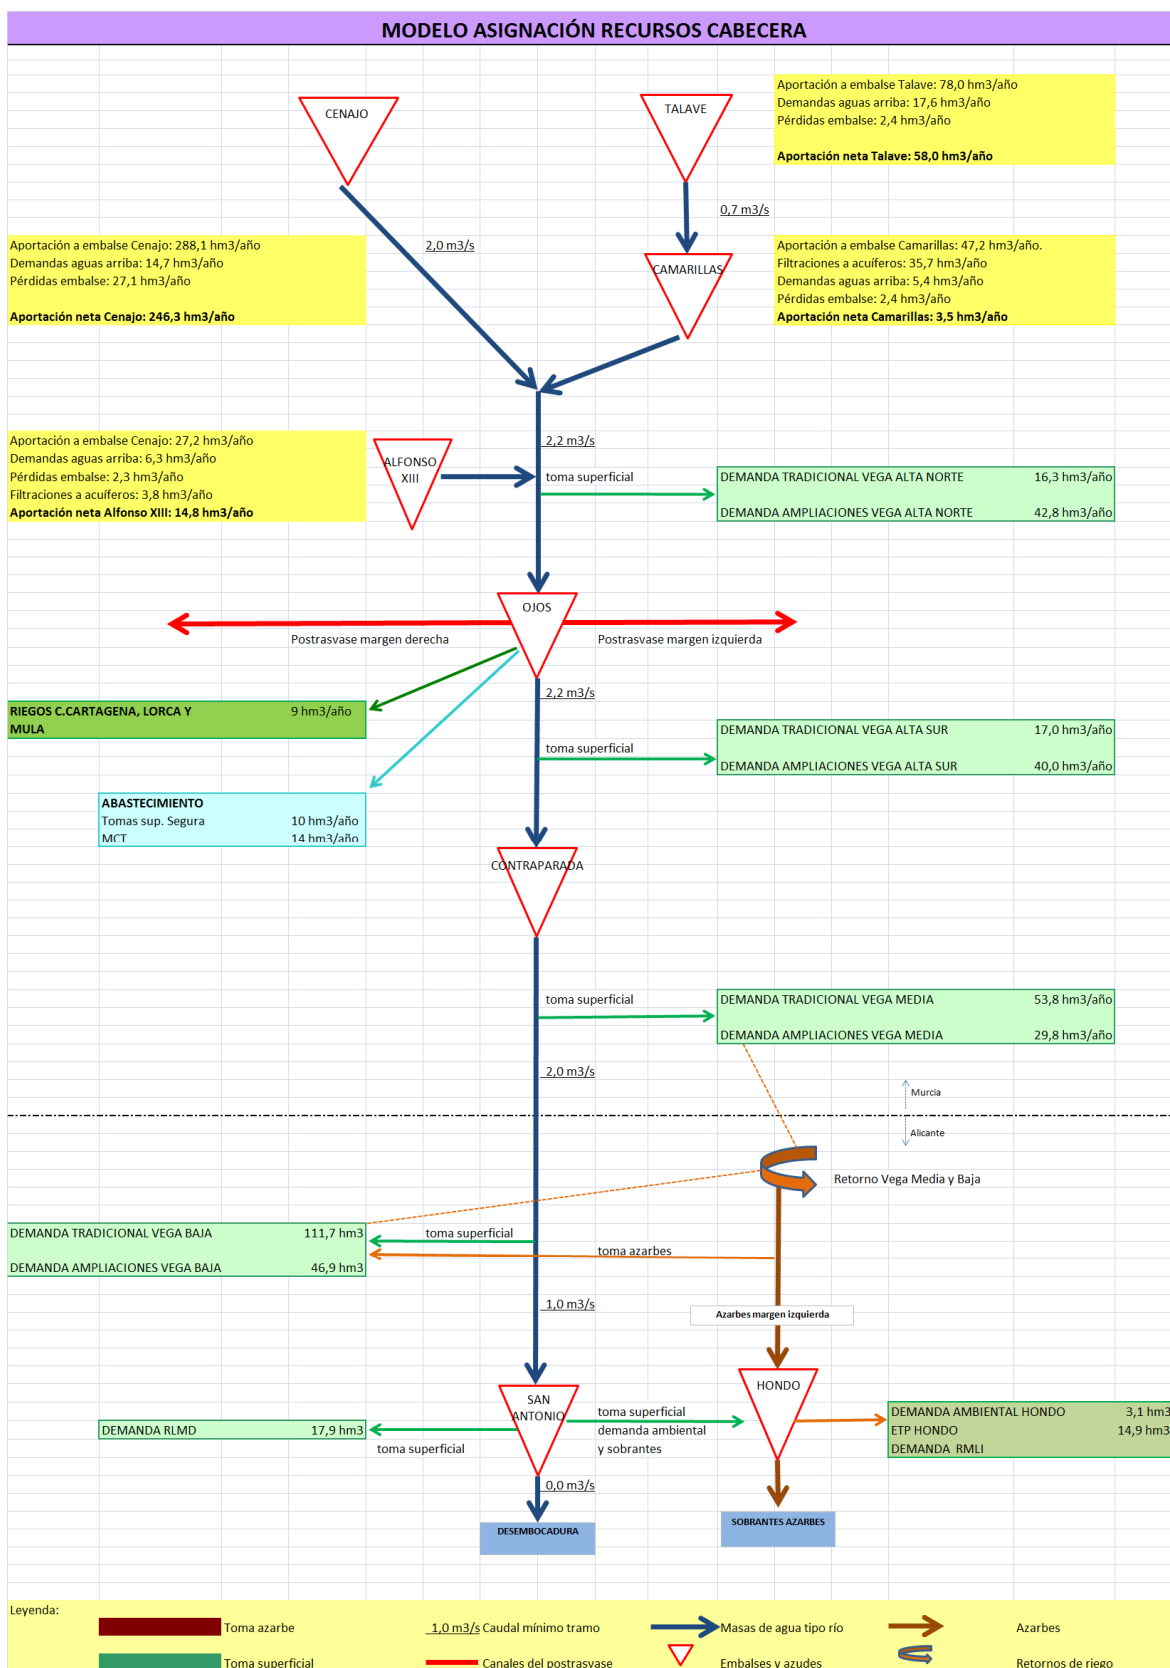 MODELO ASIGNACIÓN RECURSOS CABECERA
CENAJO
TALAVE
Aportación a embalse Talave: 78,0 hm3/año
Demandas aguas arriba: 17,6 hm3/año
Pérdidas embalse: 2,4 hm3/año
Aportación neta Talave: 58,0 hm3/año
0,7 m3/s
2,0 m3/s
Aportación a embalse Cenajo: 288,1 hm3/año
Demandas aguas arriba: 14,7 hm3/año
Pérdidas embalse: 27,1 hm3/año
Aportación neta Cenajo: 246,3 hm3/año
CAMARILLAS
Aportación a embalse Camarillas: 47,2 hm3/año.
Filtraciones a acuíferos: 35,7 hm3/año
Demandas aguas arriba: 5,4 hm3/año
Pérdidas embalse: 2,4 hm3/año
Aportación neta Camarillas: 3,5 hm3/año
Aportación a embalse Cenajo: 27,2 hm3/año
Demandas aguas arriba: 6,3 hm3/año
Pérdidas embalse: 2,3 hm3/año
Filtraciones a acuíferos: 3,8 hm3/año
Aportación neta Alfonso XIII: 14,8 hm3/año
ALFONSO
XIII
2,2 m3/s
toma superficial
DEMANDA TRADICIONAL VEGA ALTA NORTE 16,3 hm3/año
DEMANDA AMPLIACIONES VEGA ALTA NORTE 42,8 hm3/año
OJOS
Postrasvase margen derecha
Postrasvase margen izquierda
2,2 m3/s
RIEGOS C.CARTAGENA, LORCA Y 9 hm3/año
MULA
toma superficial
DEMANDA TRADICIONAL VEGA ALTA SUR 17,0 hm3/año
DEMANDA AMPLIACIONES VEGA ALTA SUR 40,0 hm3/año
ABASTECIMIENTO
Tomas sup. Segura 10 hm3/año
MCT 14 hm3/año
CONTRAPARADA
toma superficial
DEMANDA TRADICIONAL VEGA MEDIA 53,8 hm3/año
DEMANDA AMPLIACIONES VEGA MEDIA 29,8 hm3/año
2,0 m3/s
Murcia
Alicante
Retorno Vega Media y Baja
DEMANDA TRADICIONAL VEGA BAJA 111,7 hm3
DEMANDA AMPLIACIONES VEGA BAJA 46,9 hm3
toma superficial
toma azarbes
1,0 m3/s
Azarbes margen izquierda
SAN
ANTONIO
HONDO
DEMANDA RLMD 17,9 hm3
toma superficial
toma superficial
demanda ambiental
y sobrantes
DEMANDA AMBIENTAL HONDO 3,1 hm3
ETP HONDO 14,9 hm3
DEMANDA RMLI
0,0 m3/s
DESEMBOCADURA
SOBRANTES AZARBES
Leyenda:
Toma azarbe
1,0 m3/s Caudal mínimo tramo
Masas de agua tipo río
Azarbes
Toma superficial
Canales del postrasvase
Embalses y azudes
Retornos de riego